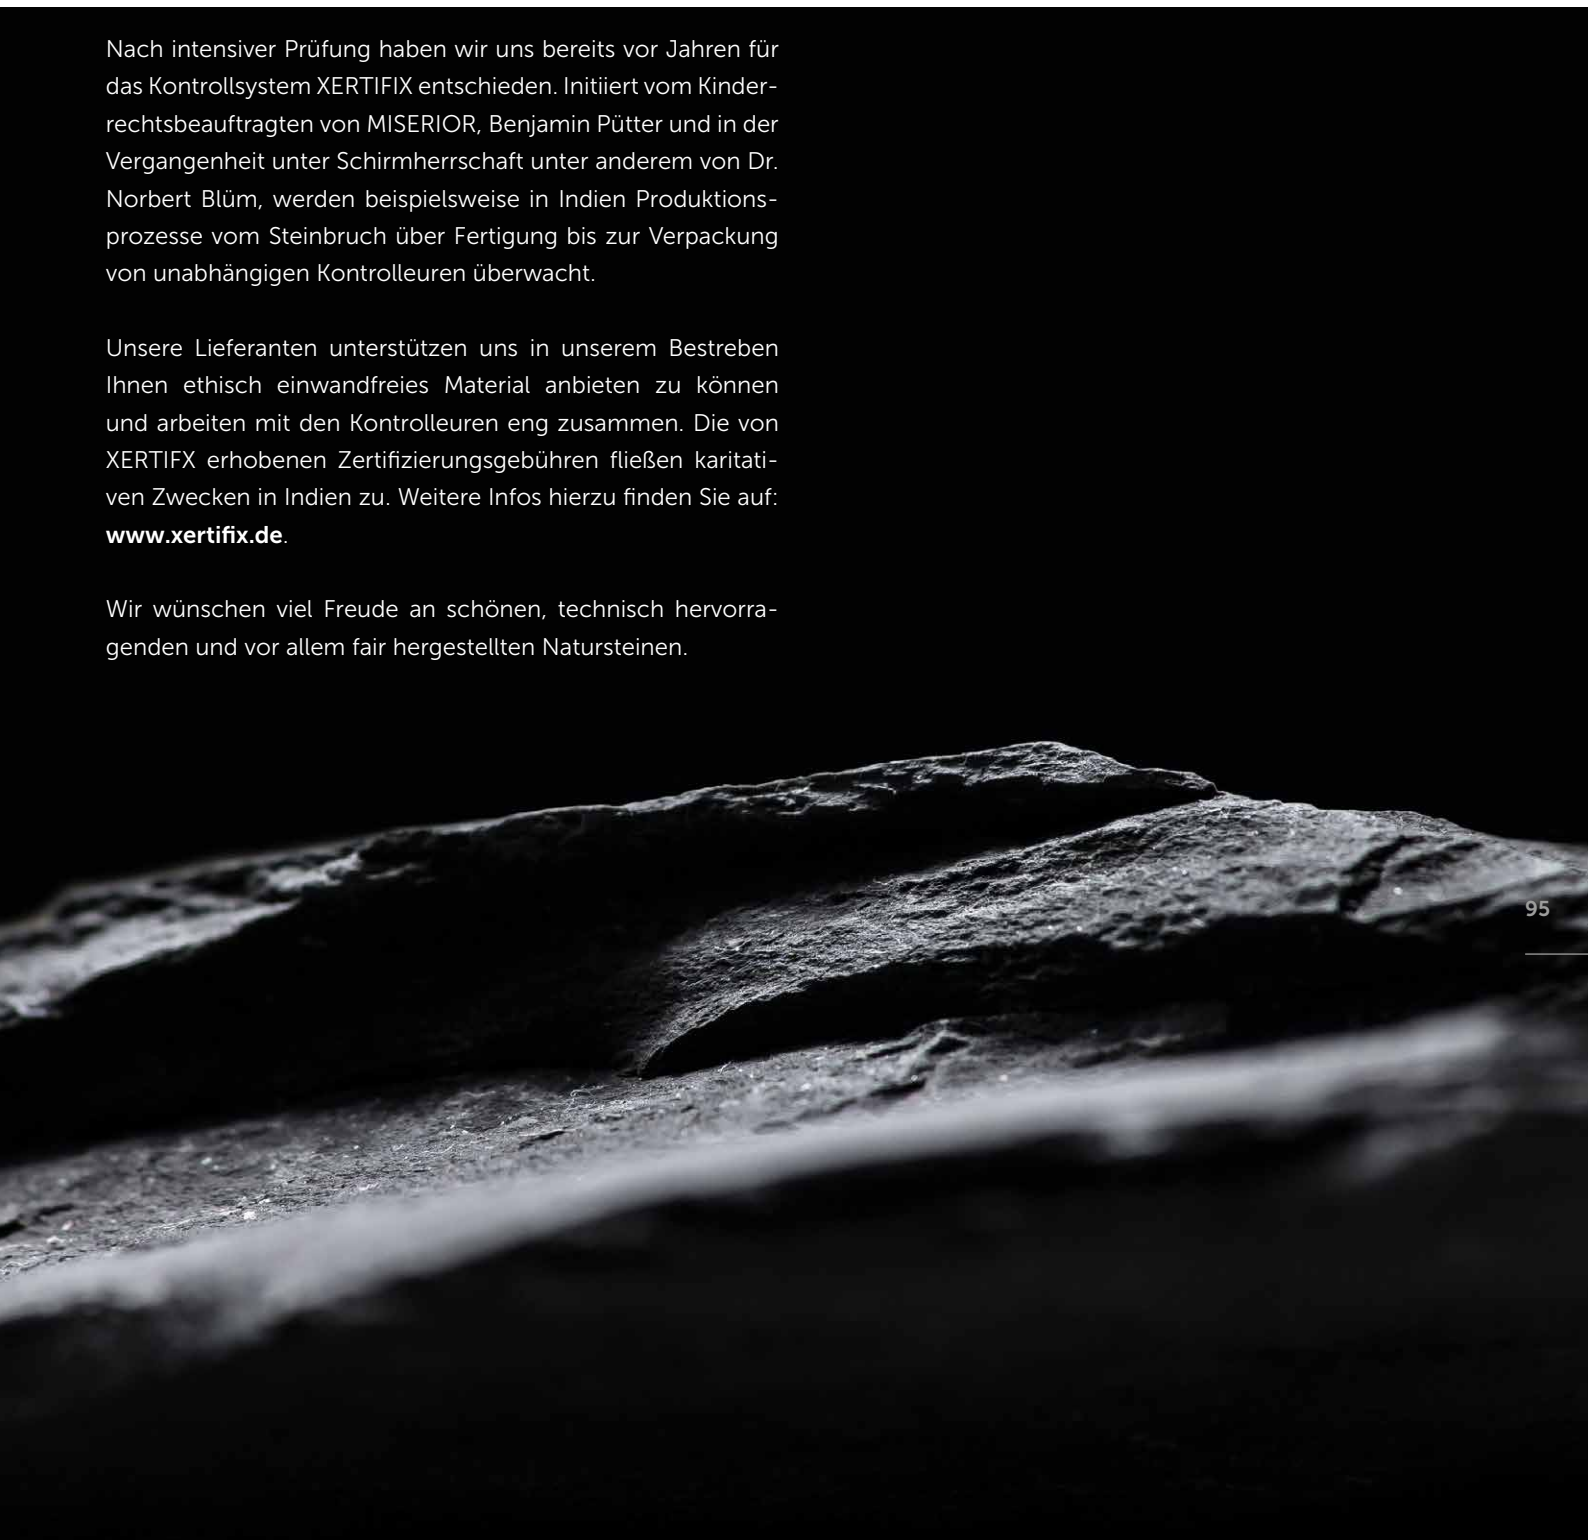 Nach intensiver Prüfung haben wir uns bereits vor Jahren für
das Kontrollsystem XERTIFIX entschieden. Initiiert vom Kinder-
rechtsbeauftragten von MISERIOR, Benjamin Pütter und in der
Vergangenheit unter Schirmherrschaft unter anderem von Dr.
Norbert Blüm, werden beispielsweise in Indien Produktions-
prozesse vom Steinbruch über Fertigung bis zur Verpackung
von unabhängigen Kontrolleuren überwacht.
Unsere Lieferanten unterstützen uns in unserem Bestreben
Ihnen ethisch einwandfreies Material anbieten zu können
und arbeiten mit den Kontrolleuren eng zusammen. Die von
XERTIFX erhobenen Zertifizierungsgebühren fließen karitati-
ven Zwecken in Indien zu. Weitere Infos hierzu finden Sie auf:
www.xertifix.de.
Wir wünschen viel Freude an schönen, technisch hervorra-
genden und vor allem fair hergestellten Natursteinen.
95